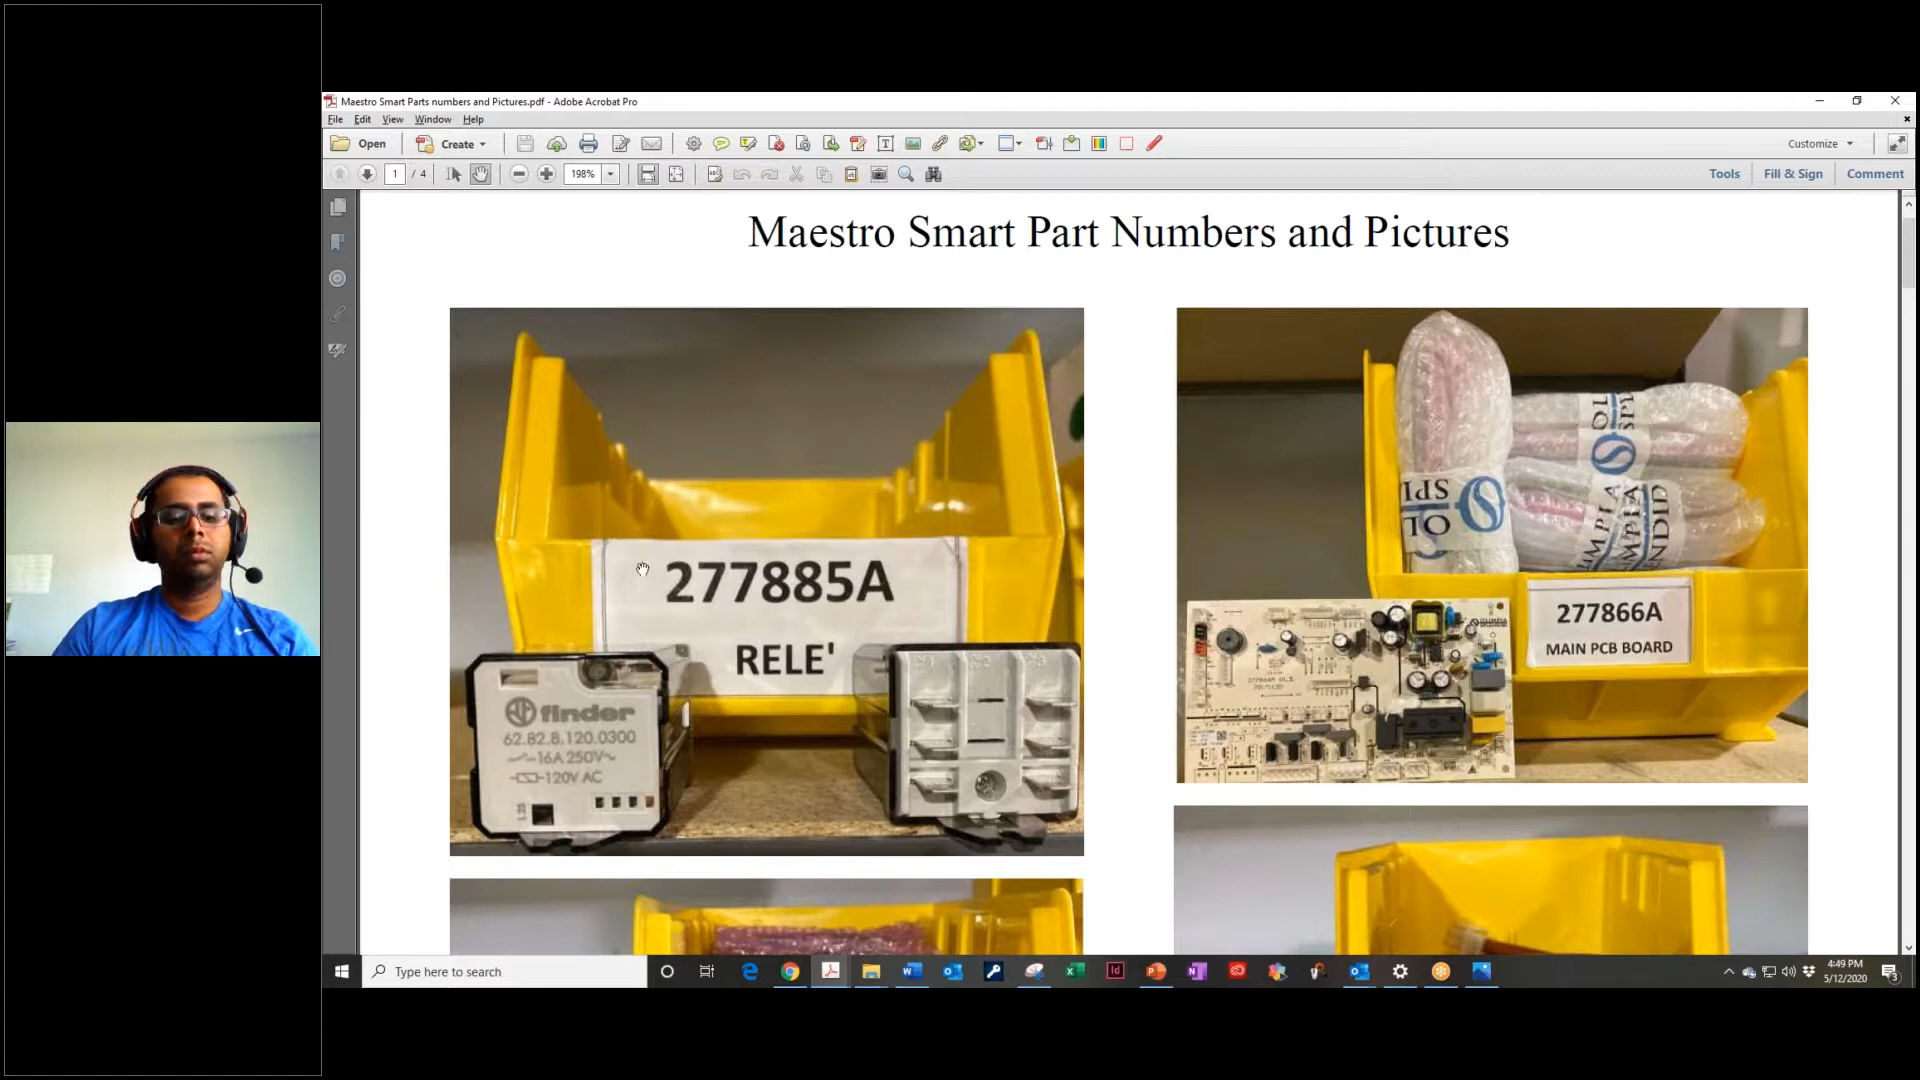 Maestro Smart Parts numbers and Pictures.pdf - Adobe Acrobat Pro
File Edit View Window Help
Open Create Customize
1 / 4 198% Tools Fill & Sign Comment
Maestro Smart Part Numbers and Pictures
277885A
RELE'
finder
62.82.8.120.0300
16A 250V~
120V AC
OL
SPL
277866A
MAIN PCB BOARD
Type here to search
4:49 PM
5/12/2020
3